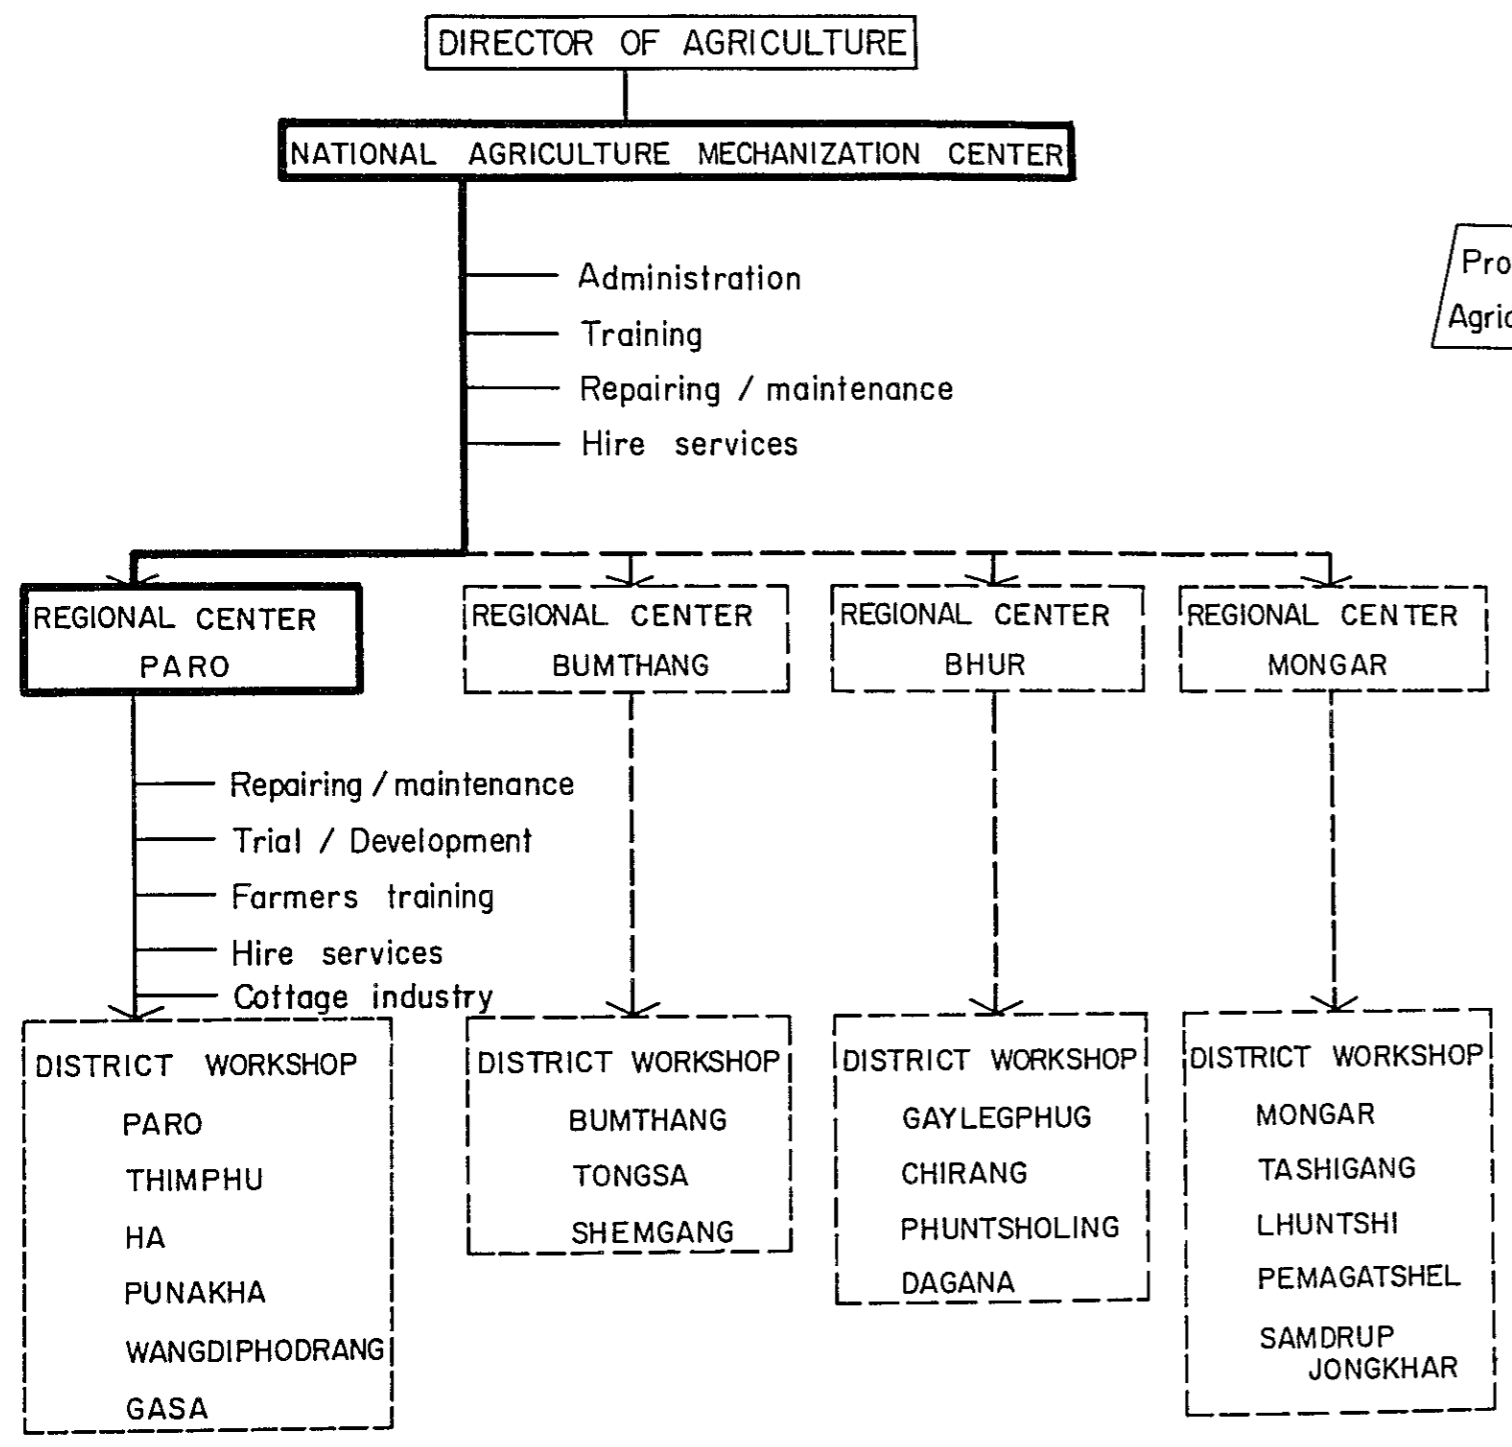 DIRECTOR OF AGRICULTURE
NATIONAL AGRICULTURE MECHANIZATION CENTER
Administration
Training
Repairing / maintenance
Hire services
REGIONAL CENTER
PARO
REGIONAL CENTER
BUMTHANG
REGIONAL CENTER
BHUR
REGIONAL CENTER
MONGAR
Repairing / maintenance
Trial / Development
Farmers training
Hire services
Cottage industry
DISTRICT WORKSHOP
PARO
THIMPHU
HA
PUNAKHA
WANGDIPHODRANG
GASA
DISTRICT WORKSHOP
BUMTHANG
TONGSA
SHEMGANG
DISTRICT WORKSHOP
GAYLEGPHUG
CHIRANG
PHUNTSHOLING
DAGANA
DISTRICT WORKSHOP
MONGAR
TASHIGANG
LHUNTSHI
PEMAGATSHEL
SAMDRUP
JONGKHAR